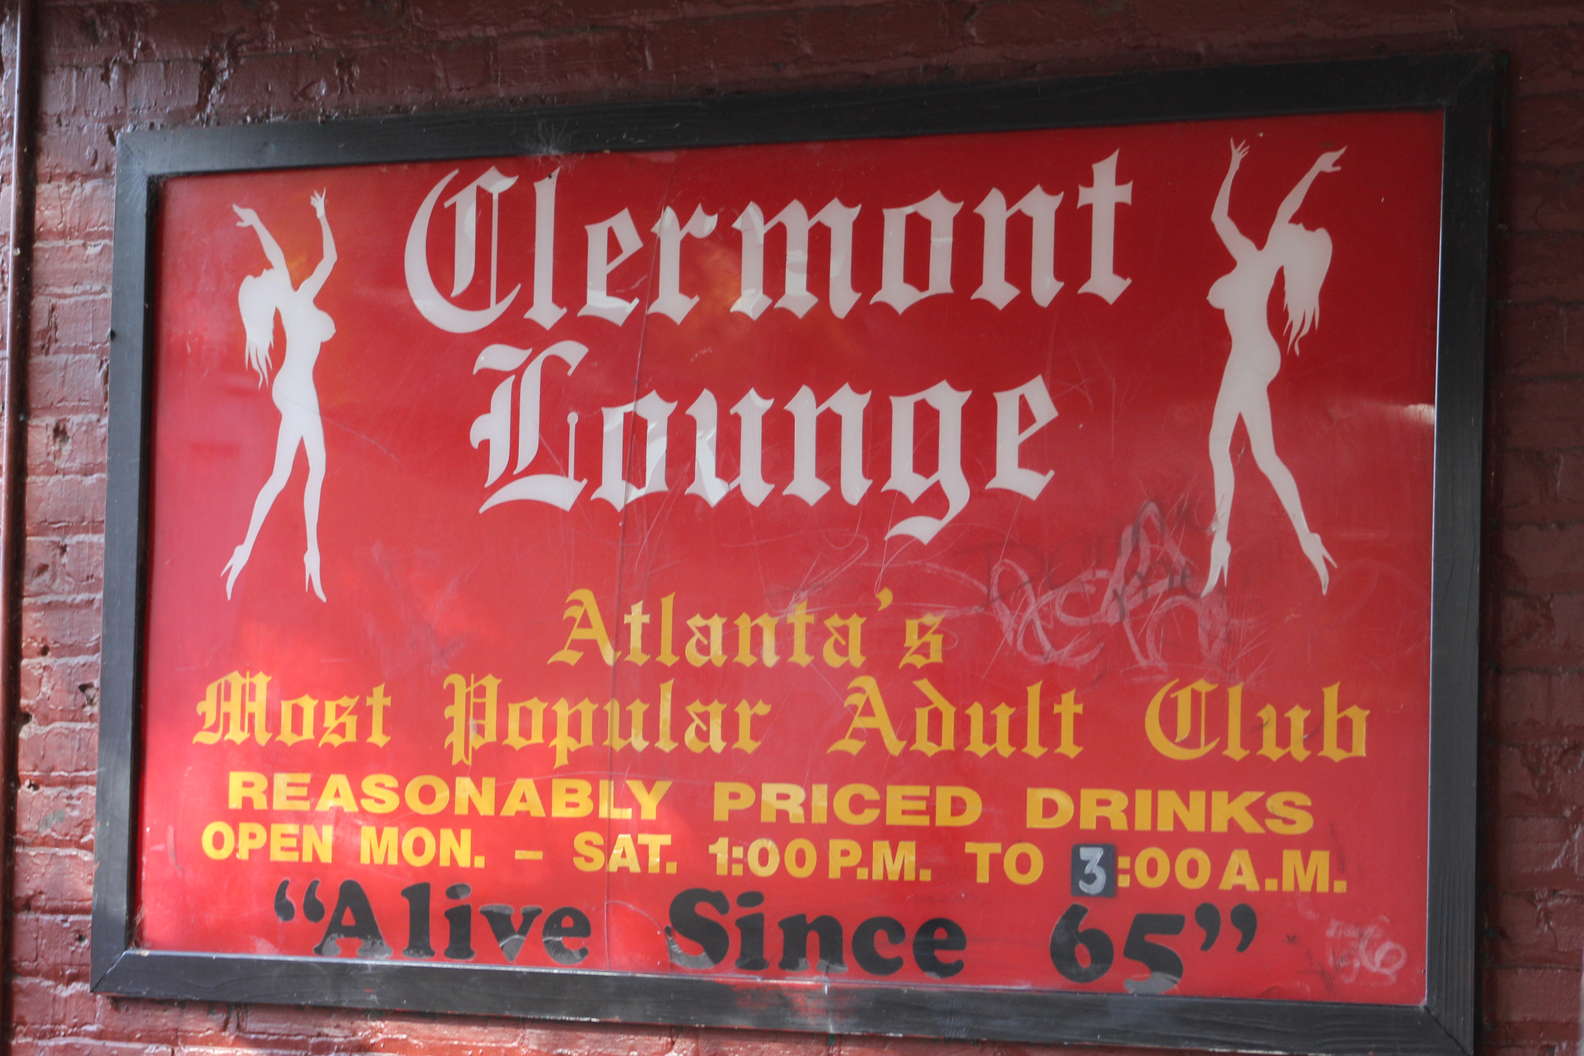 Clermont
Lounge
Atlanta's
Most Popular Adult Club
REASONABLY PRICED DRINKS
OPEN MON. – SAT. 1:00 P.M. TO 3:00 A.M.
“Alive Since 65”